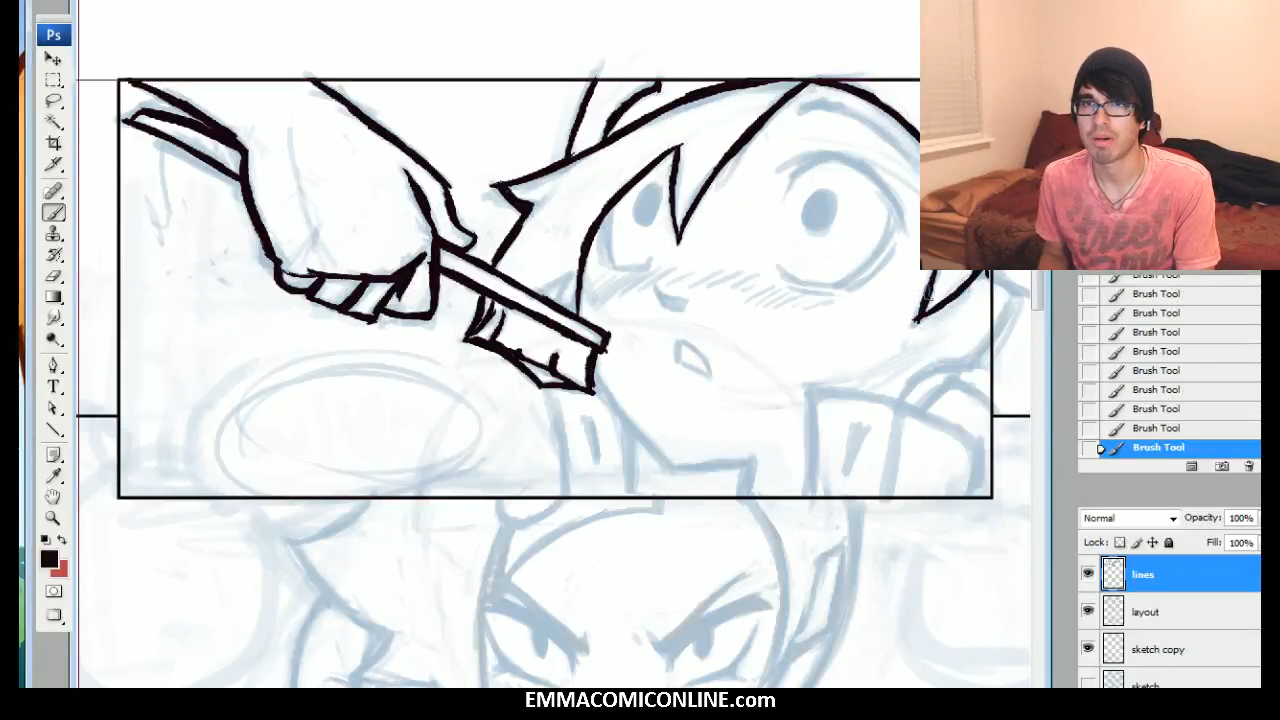 Ps
T
Brush Tool
Brush Tool
Brush Tool
Brush Tool
Brush Tool
Brush Tool
Brush Tool
Brush Tool
Brush Tool
Brush Tool
Normal
Opacity: 100%
Lock:
Fill: 100%
lines
layout
sketch copy
sketch
EMMACOMICONLINE.com